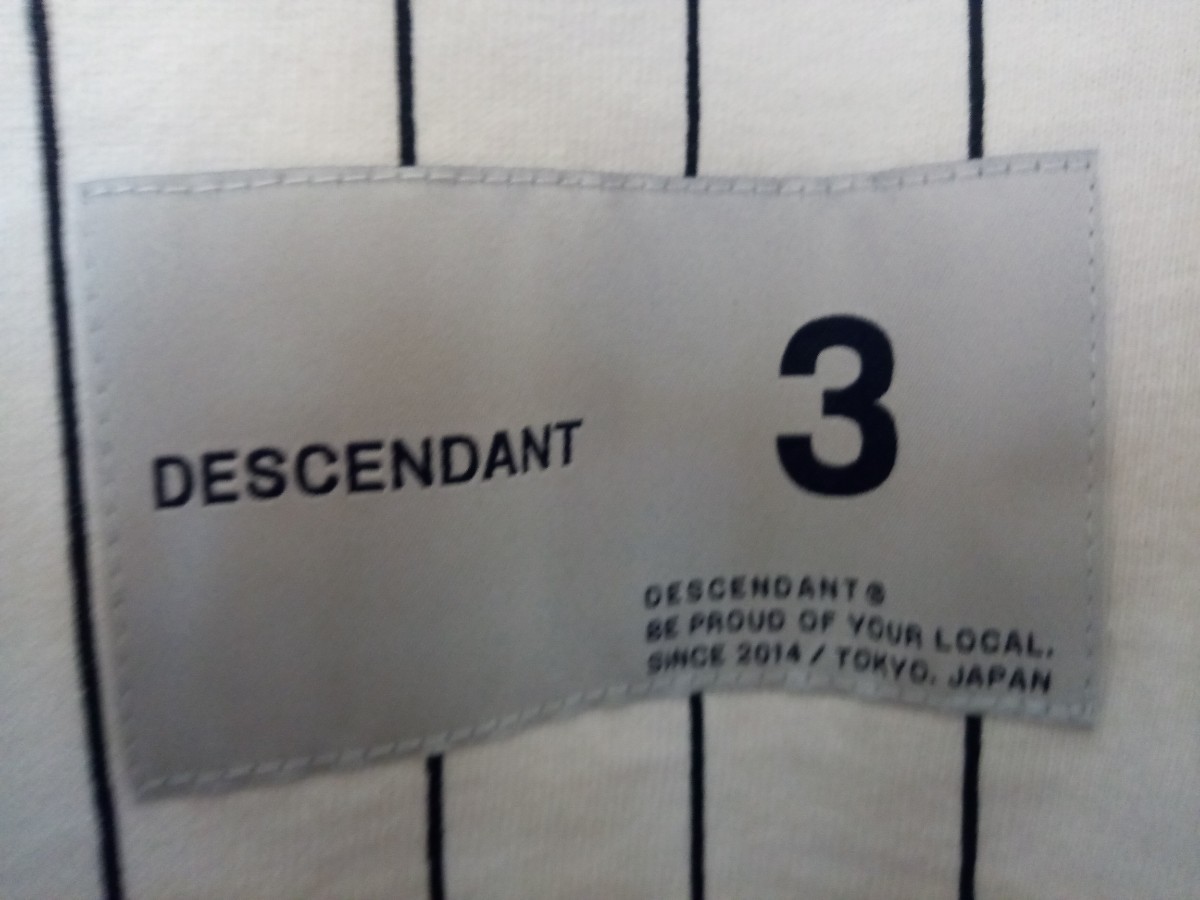 DESCENDANT
3
DESCENDANT®
BE PROUD OF YOUR LOCAL.
SINCE 2014 / TOKYO, JAPAN